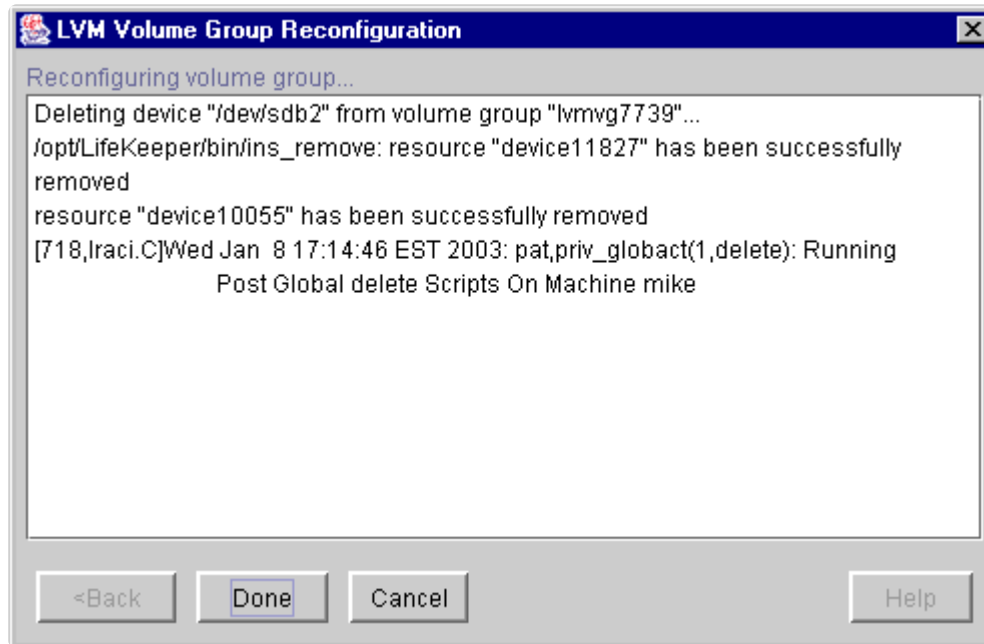 LVM Volume Group Reconfiguration
Reconfiguring volume group...
Deleting device "/dev/sdb2" from volume group "lvmvg7739"...
/opt/LifeKeeper/bin/ins_remove: resource "device11827" has been successfully
removed
resource "device10055" has been successfully removed
[718,lraci.C]Wed Jan  8 17:14:46 EST 2003: pat,priv_globact(1,delete): Running
Post Global delete Scripts On Machine mike
<Back Done Cancel Help